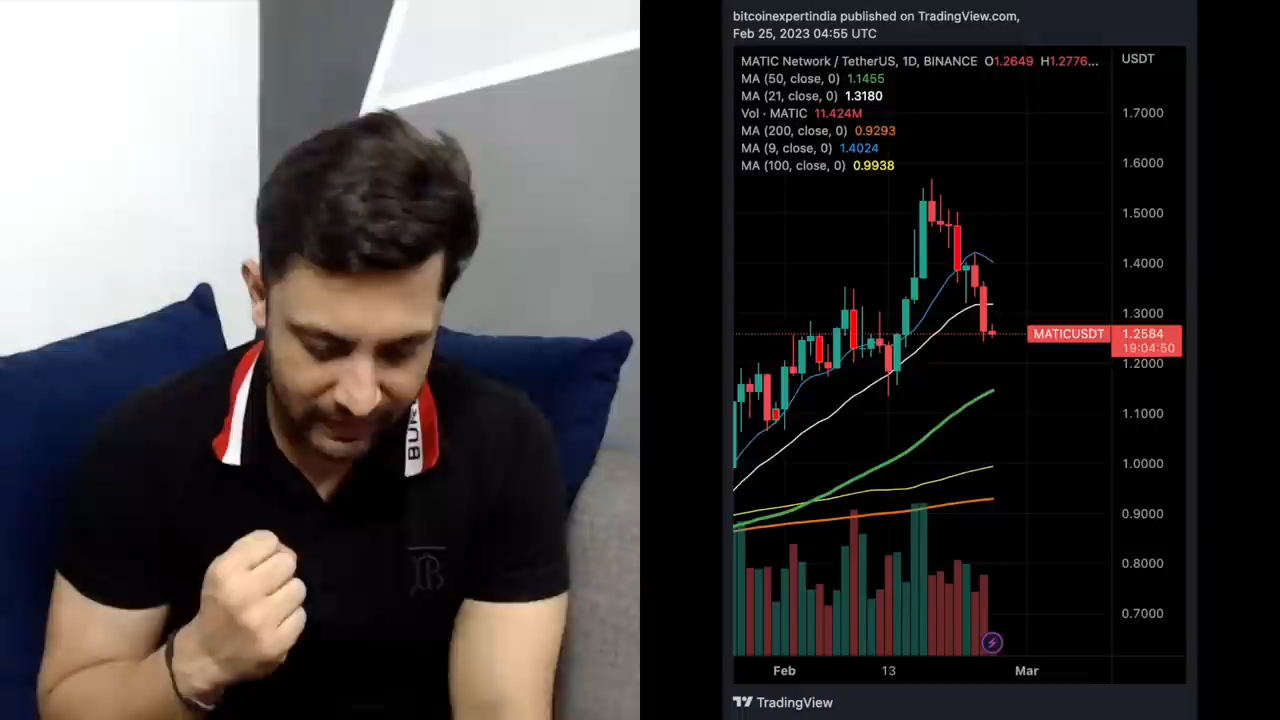 bitcoinexpertindia published on TradingView.com,
Feb 25, 2023 04:55 UTC
MATIC Network / TetherUS, 1D, BINANCE O1.2649 H1.2776...
USDT
MA (50, close, 0) 1.1455
MA (21, close, 0) 1.3180
Vol · MATIC 11.424M
MA (200, close, 0) 0.9293
MA (9, close, 0) 1.4024
MA (100, close, 0) 0.9938
1.7000
1.6000
1.5000
1.4000
1.3000
MATICUSDT 1.2584
19:04:50
1.2000
1.1000
1.0000
0.9000
0.8000
0.7000
Feb 13 Mar
TradingView
BUR